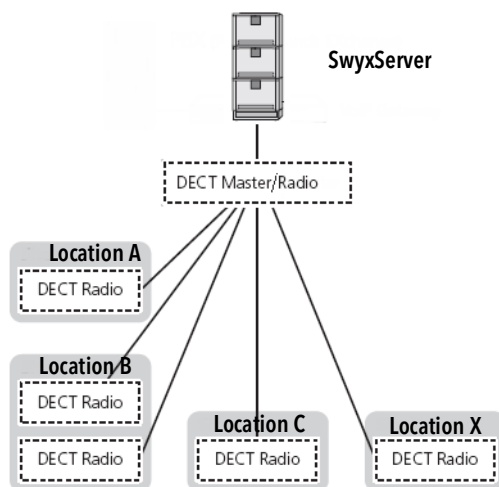 SwyxServer
DECT Master/Radio
Location A
DECT Radio
Location B
DECT Radio
DECT Radio
Location C
DECT Radio
Location X
DECT Radio